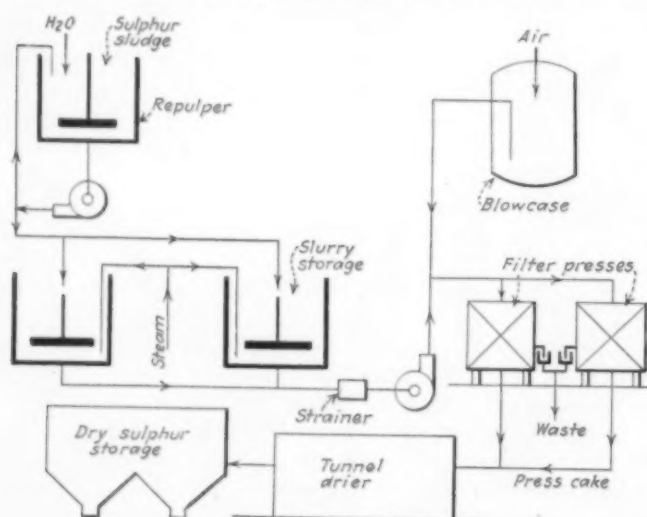 H₂O
Sulphur
sludge
Repulper
Air
Blowcase
Slurry
storage
Steam
Filter presses
Strainer
Waste
Dry sulphur
storage
Tunnel
drier
Press cake